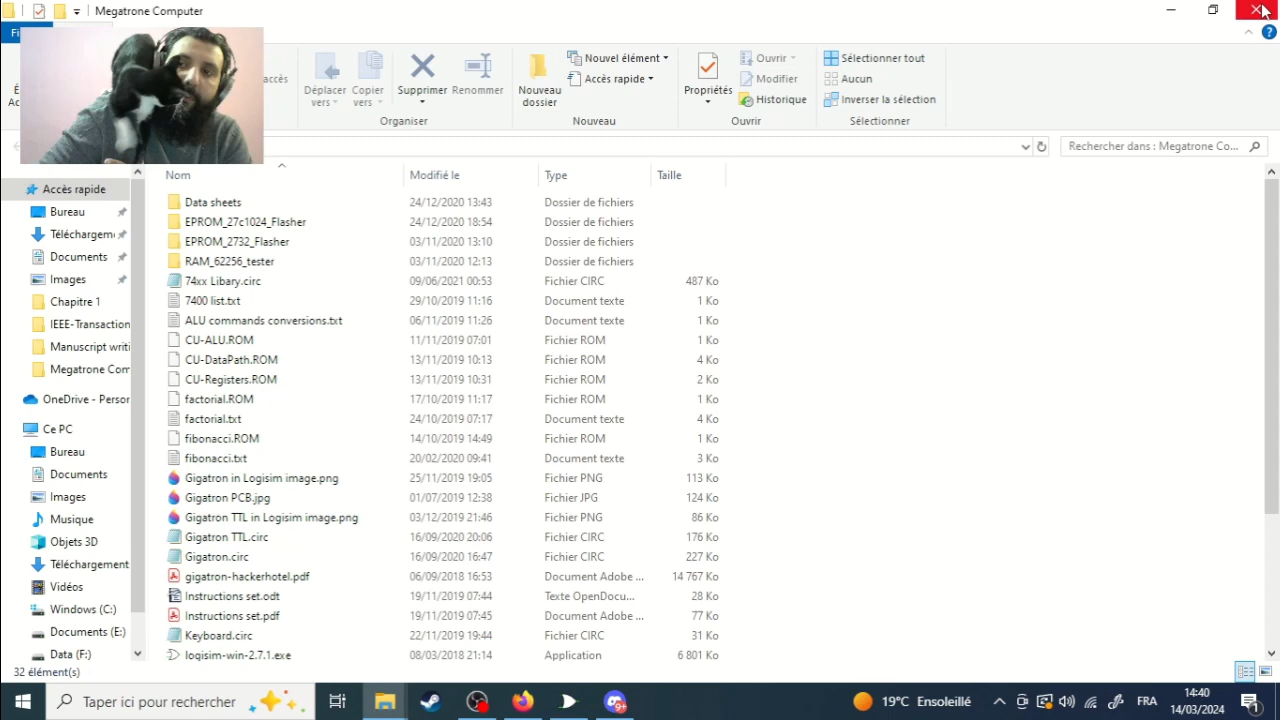 Megatrone Computer
Fi
accès
Déplacer vers
Copier vers
Supprimer
Renommer
Organiser
Nouveau dossier
Nouvel élément
Accès rapide
Nouveau
Propriétés
Ouvrir
Modifier
Historique
Ouvrir
Sélectionner tout
Aucun
Inverser la sélection
Sélectionner
Rechercher dans : Megatrone Co...
Nom Modifié le Type Taille
Accès rapide
Bureau
Téléchargem
Documents
Images
Chapitre 1
IEEE-Transaction
Manuscript writi
Megatrone Com
OneDrive - Person
Ce PC
Bureau
Documents
Images
Musique
Objets 3D
Téléchargement
Vidéos
Windows (C:)
Documents (E:)
Data (F:)
Data sheets 24/12/2020 13:43 Dossier de fichiers
EPROM_27c1024_Flasher 24/12/2020 18:54 Dossier de fichiers
EPROM_2732_Flasher 03/11/2020 13:10 Dossier de fichiers
RAM_62256_tester 03/11/2020 12:13 Dossier de fichiers
74xx Libary.circ 09/06/2021 00:53 Fichier CIRC 487 Ko
7400 list.txt 29/10/2019 11:16 Document texte 1 Ko
ALU commands conversions.txt 06/11/2019 11:26 Document texte 1 Ko
CU-ALU.ROM 11/11/2019 07:01 Fichier ROM 1 Ko
CU-DataPath.ROM 13/11/2019 10:13 Fichier ROM 4 Ko
CU-Registers.ROM 13/11/2019 10:31 Fichier ROM 2 Ko
factorial.ROM 17/10/2019 11:17 Fichier ROM 1 Ko
factorial.txt 24/10/2019 07:17 Document texte 4 Ko
fibonacci.ROM 14/10/2019 14:49 Fichier ROM 1 Ko
fibonacci.txt 20/02/2020 09:41 Document texte 3 Ko
Gigatron in Logisim image.png 25/11/2019 19:05 Fichier PNG 113 Ko
Gigatron PCB.jpg 01/07/2019 12:38 Fichier JPG 124 Ko
Gigatron TTL in Logisim image.png 03/12/2019 21:46 Fichier PNG 86 Ko
Gigatron TTL.circ 16/09/2020 20:06 Fichier CIRC 176 Ko
Gigatron.circ 16/09/2020 16:47 Fichier CIRC 227 Ko
gigatron-hackerhotel.pdf 06/09/2018 16:53 Document Adobe ... 14 767 Ko
Instructions set.odt 19/11/2019 07:44 Texte OpenDocu... 28 Ko
Instructions set.pdf 19/11/2019 07:45 Document Adobe ... 77 Ko
Keyboard.circ 22/11/2019 19:44 Fichier CIRC 31 Ko
logisim-win-2.7.1.exe 08/03/2018 21:14 Application 6 801 Ko
32 élément(s)
Taper ici pour rechercher
9+
19°C Ensoleillé
FRA
14:40
14/03/2024
1